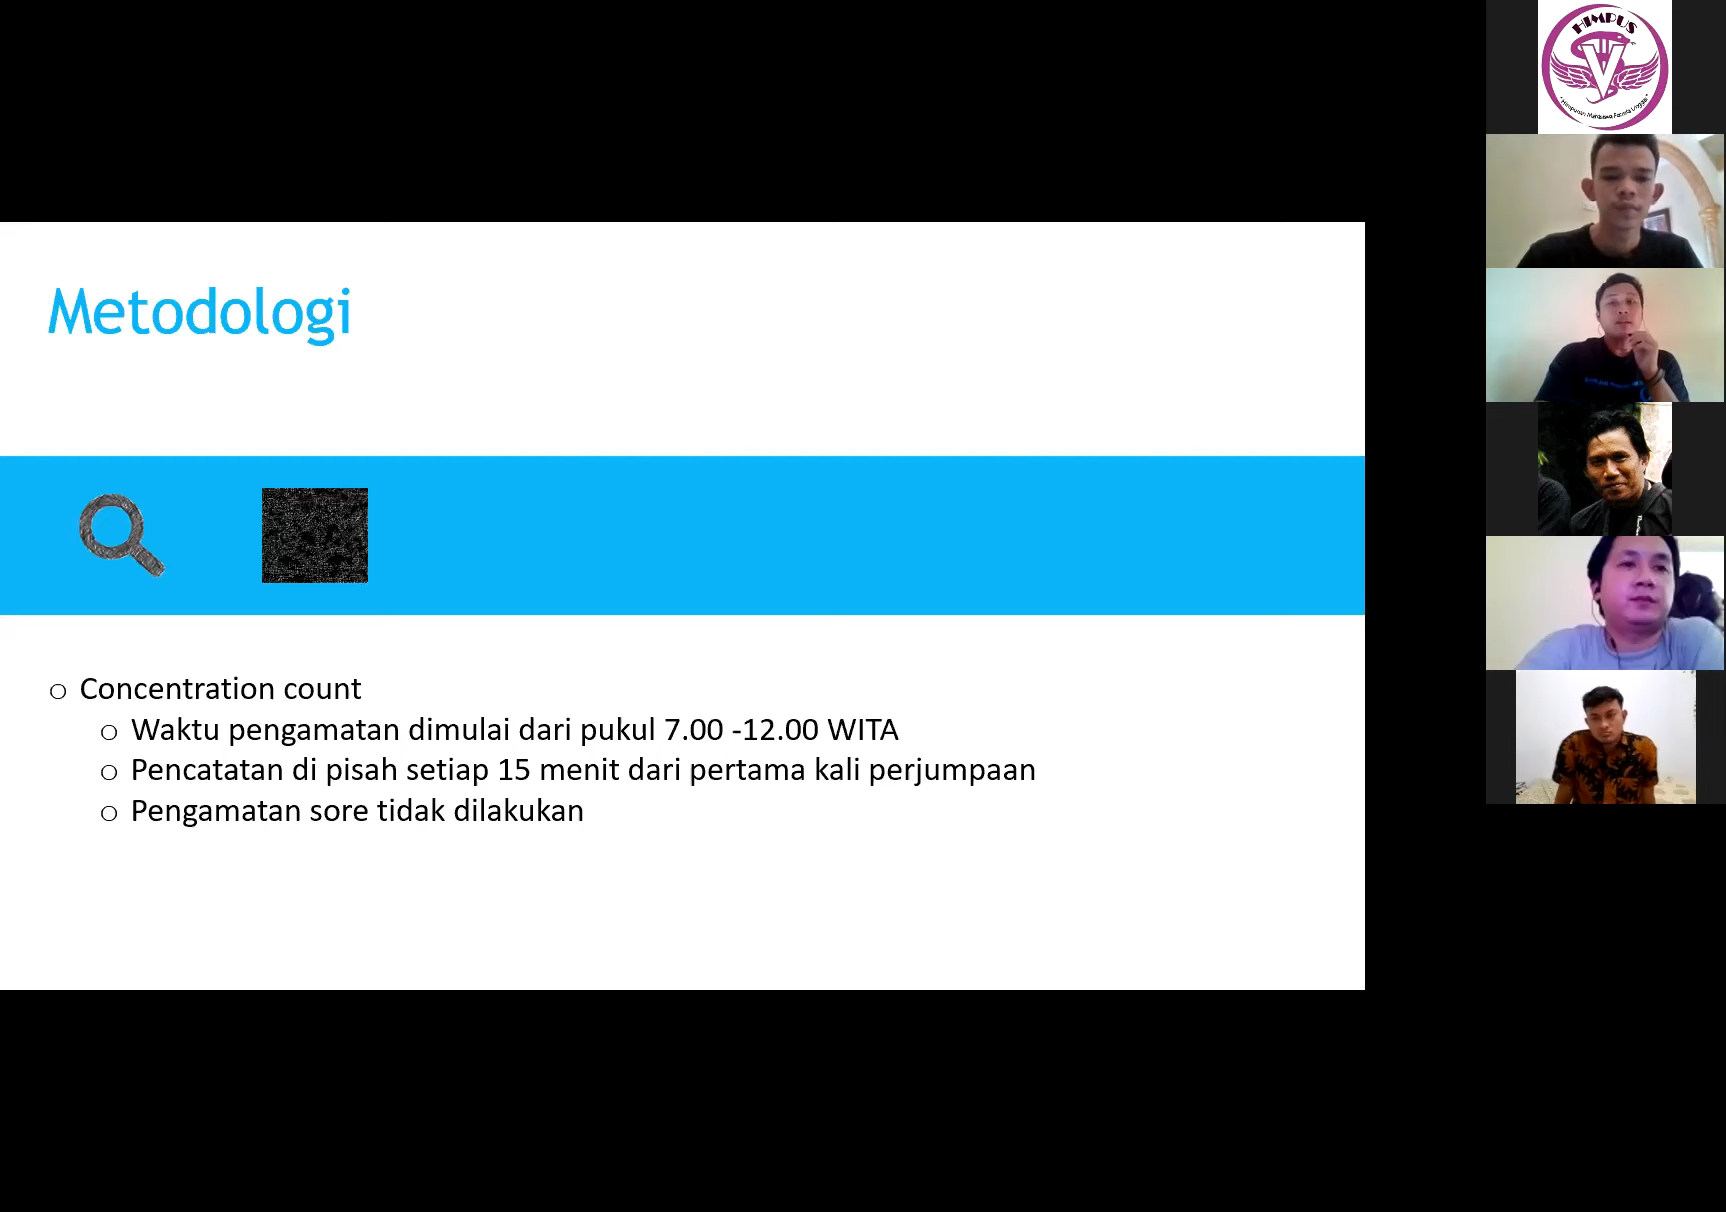 Metodologi
○ Concentration count
○ Waktu pengamatan dimulai dari pukul 7.00 -12.00 WITA
○ Pencatatan di pisah setiap 15 menit dari pertama kali perjumpaan
○ Pengamatan sore tidak dilakukan
HIMPUS
V